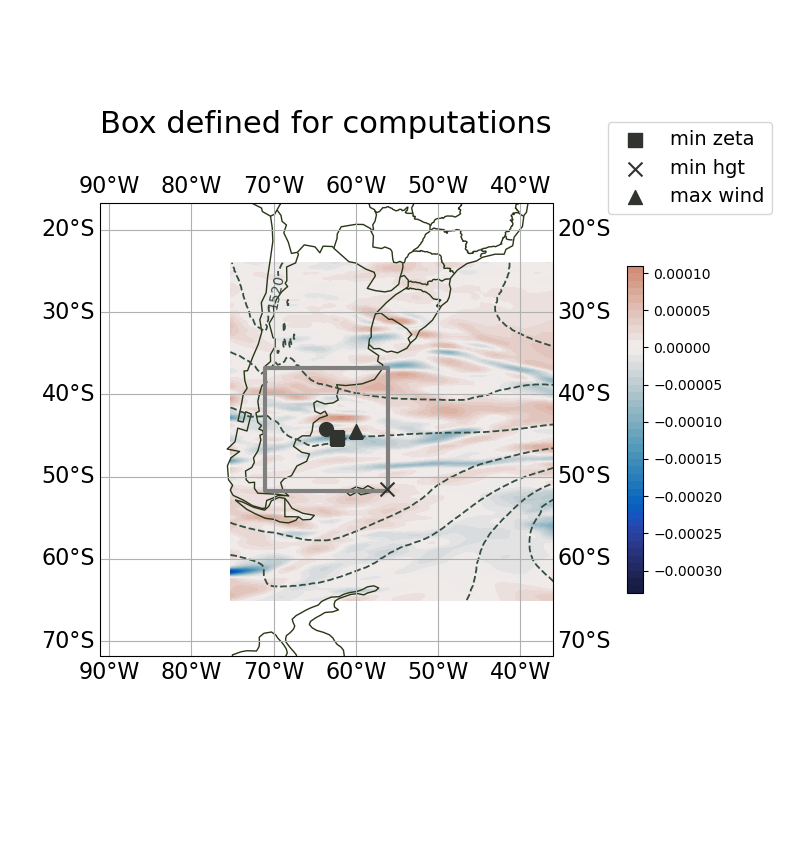 Box defined for computations
min zeta
min hgt
max wind
90°W 80°W 70°W 60°W 50°W 40°W
20°S 20°S
30°S 30°S
40°S 40°S
50°S 50°S
60°S 60°S
70°S 70°S
90°W 80°W 70°W 60°W 50°W 40°W
1520
0.00010
0.00005
0.00000
−0.00005
−0.00010
−0.00015
−0.00020
−0.00025
−0.00030